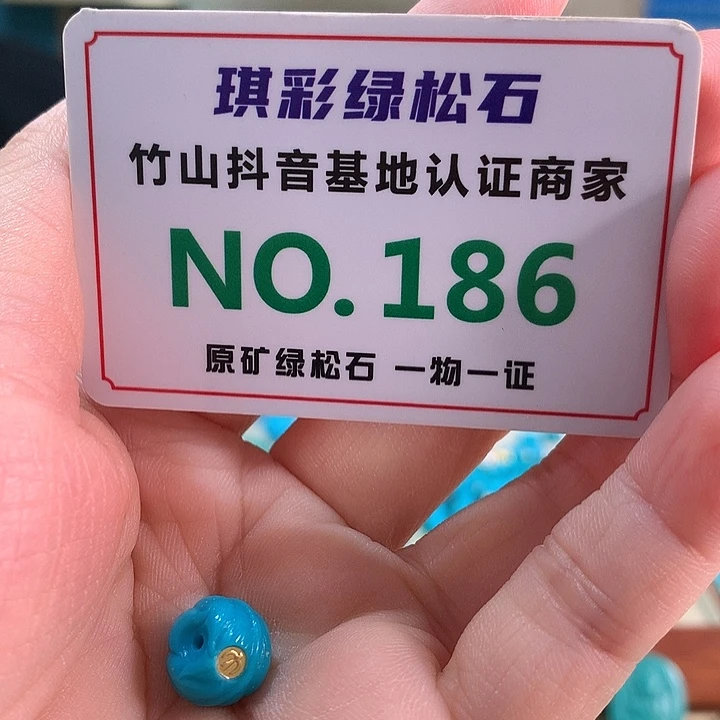 琪彩绿松石
竹山抖音基地认证商家
NO.186
原矿绿松石 一物一证